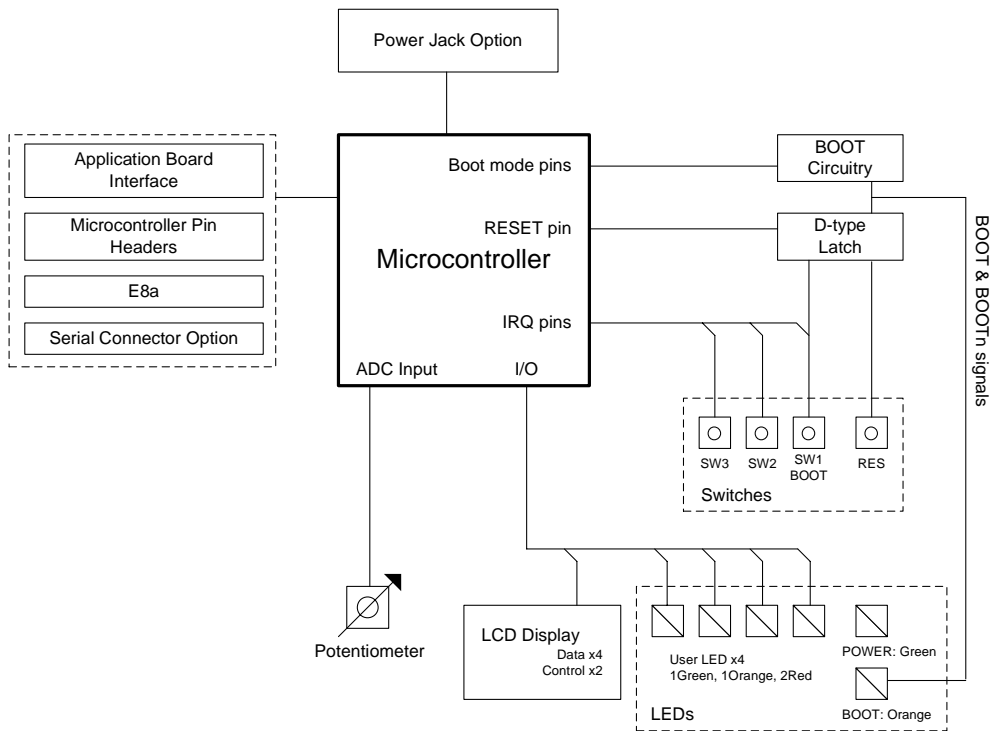 Power Jack Option
Application Board
Interface
Microcontroller Pin
Headers
E8a
Serial Connector Option
Boot mode pins
RESET pin
Microcontroller
IRQ pins
ADC Input
I/O
BOOT
Circuitry
D-type
Latch
BOOT & BOOTn signals
SW3
SW2
SW1
BOOT
RES
Switches
Potentiometer
LCD Display
Data x4
Control x2
User LED x4
1Green, 1Orange, 2Red
POWER: Green
BOOT: Orange
LEDs